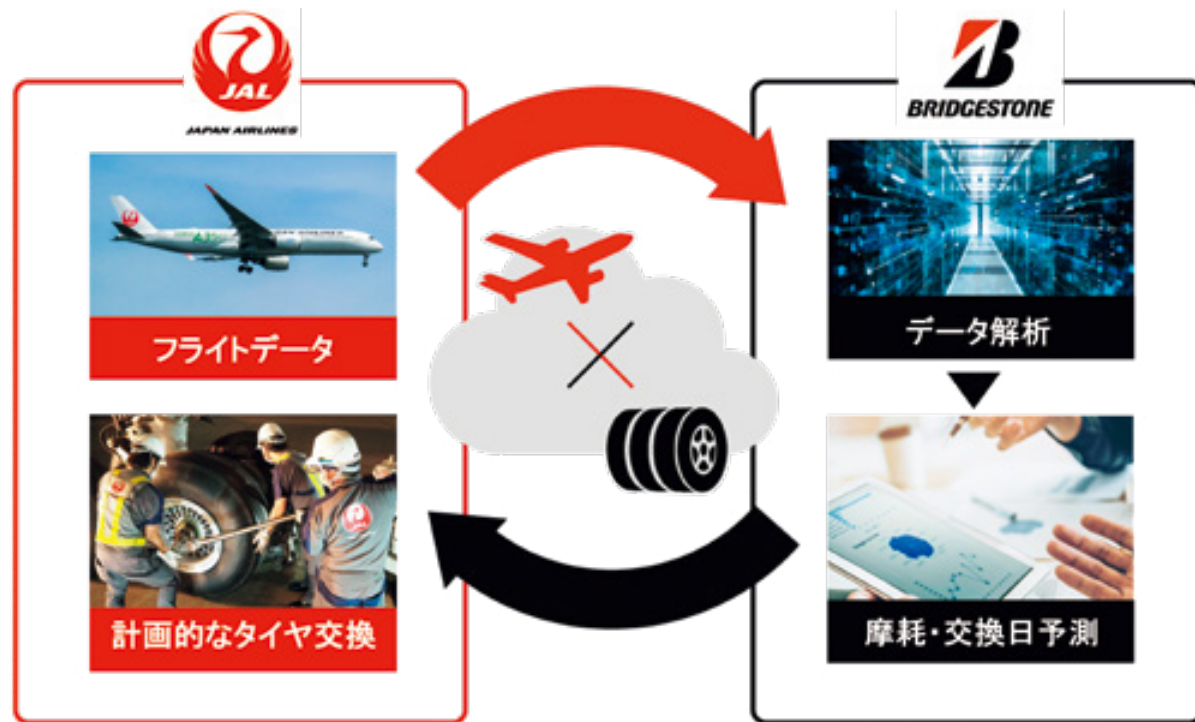 JAL
JAPAN AIRLINES
フライトデータ
計画的なタイヤ交換
BRIDGESTONE
データ解析
摩耗・交換日予測